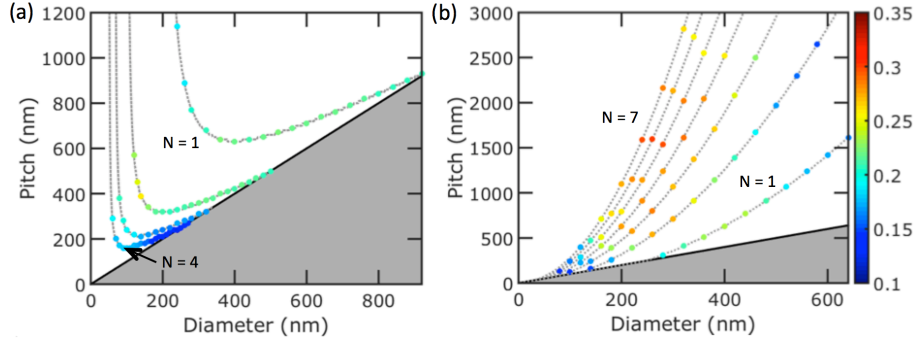 (a)
1200
1000
800
600
400
200
0
Pitch (nm)
N = 1
N = 4
0 200 400 600 800
Diameter (nm)
(b)
3000
2500
2000
1500
1000
500
0
Pitch (nm)
N = 7
N = 1
0 200 400 600
Diameter (nm)
0.35
0.3
0.25
0.2
0.15
0.1